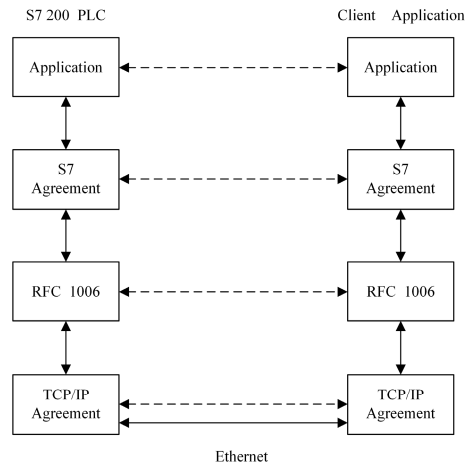 S7 200 PLC
Client Application
Application
Application
S7
Agreement
S7
Agreement
RFC 1006
RFC 1006
TCP/IP
Agreement
TCP/IP
Agreement
Ethernet